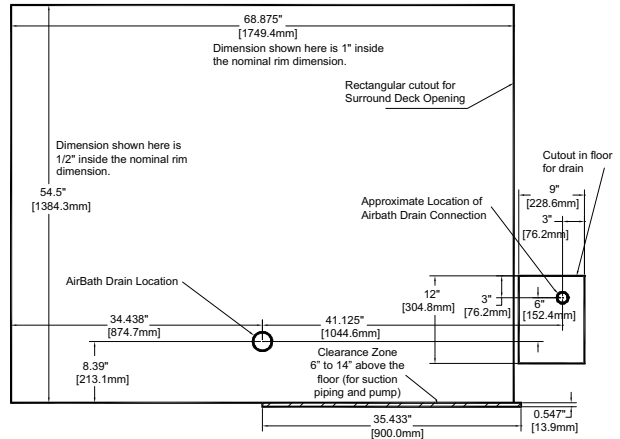 68.875"
[1749.4mm]
Dimension shown here is 1" inside
the nominal rim dimension.
Rectangular cutout for
Surround Deck Opening
Dimension shown here is
1/2" inside the nominal rim
dimension.
Cutout in floor
for drain
54.5"
[1384.3mm]
9"
[228.6mm]
Approximate Location of
Airbath Drain Connection
3"
[76.2mm]
AirBath Drain Location
12"
[304.8mm]
3"
[76.2mm]
6"
[152.4mm]
34.438"
[874.7mm]
41.125"
[1044.6mm]
Clearance Zone
6" to 14" above the
floor (for suction
piping and pump)
8.39"
[213.1mm]
35.433"
[900.0mm]
0.547"
[13.9mm]